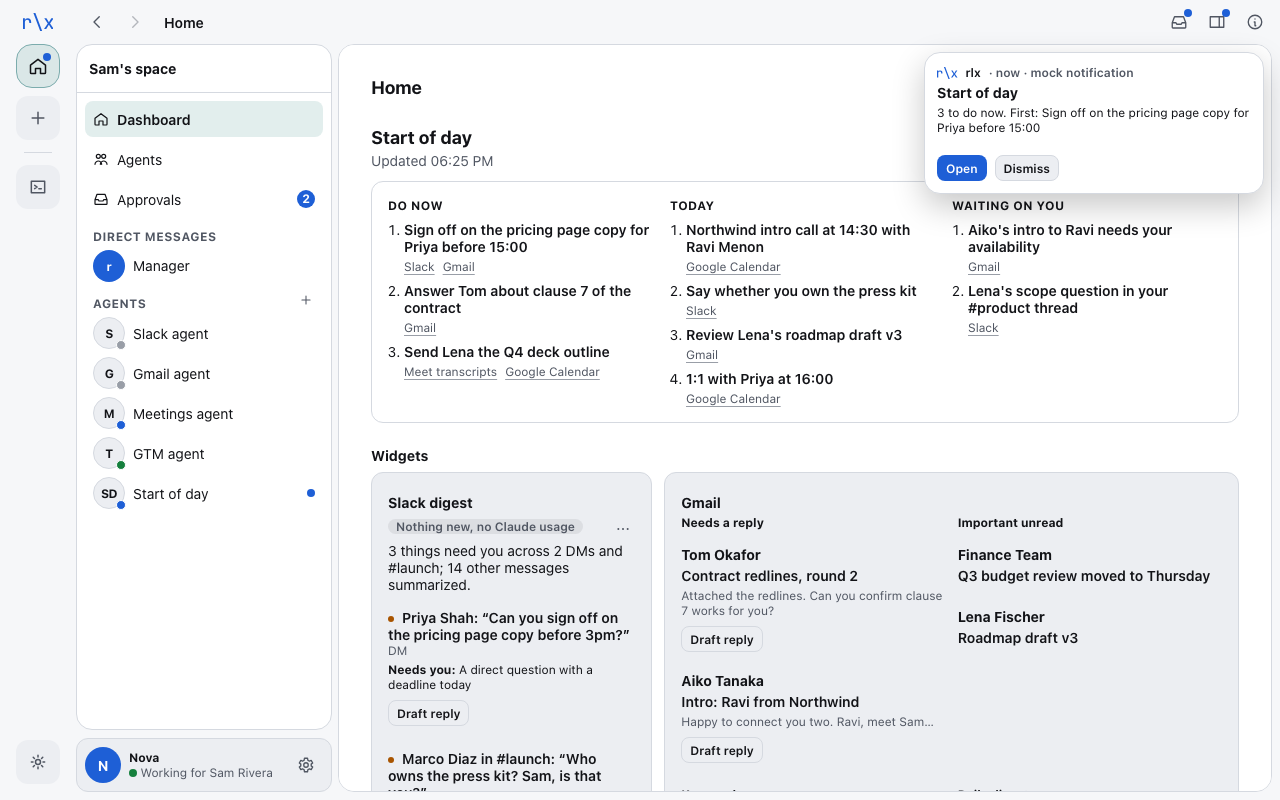 r\x
Home
Sam's space
Dashboard
Agents
Approvals
2
DIRECT MESSAGES
r
Manager
AGENTS
S
Slack agent
G
Gmail agent
M
Meetings agent
T
GTM agent
SD
Start of day
N
Nova
Working for Sam Rivera
Home
Start of day
Updated 06:25 PM
r\x rlx · now · mock notification
Start of day
3 to do now. First: Sign off on the pricing page copy for
Priya before 15:00
Open
Dismiss
DO NOW
1. Sign off on the pricing page copy for
Priya before 15:00
Slack Gmail
2. Answer Tom about clause 7 of the
contract
Gmail
3. Send Lena the Q4 deck outline
Meet transcripts Google Calendar
TODAY
1. Northwind intro call at 14:30 with
Ravi Menon
Google Calendar
2. Say whether you own the press kit
Slack
3. Review Lena's roadmap draft v3
Gmail
4. 1:1 with Priya at 16:00
Google Calendar
WAITING ON YOU
1. Aiko's intro to Ravi needs your
availability
Gmail
2. Lena's scope question in your
#product thread
Slack
Widgets
Slack digest
Nothing new, no Claude usage
...
3 things need you across 2 DMs and
#launch; 14 other messages
summarized.
Priya Shah: “Can you sign off on
the pricing page copy before 3pm?”
DM
Needs you: A direct question with a
deadline today
Draft reply
Marco Diaz in #launch: “Who
owns the press kit? Sam, is that
you?”
Gmail
Needs a reply
Tom Okafor
Contract redlines, round 2
Attached the redlines. Can you confirm clause
7 works for you?
Draft reply
Aiko Tanaka
Intro: Ravi from Northwind
Happy to connect you two. Ravi, meet Sam...
Draft reply
Important unread
Finance Team
Q3 budget review moved to Thursday
Lena Fischer
Roadmap draft v3